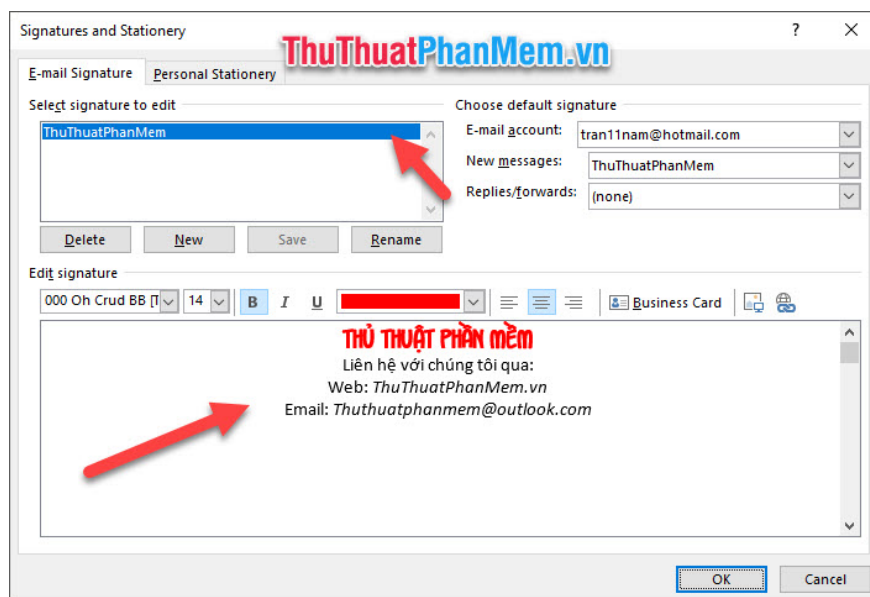 Signatures and Stationery
ThuThuatPhanMem.vn
E-mail Signature Personal Stationery
Select signature to edit
ThuThuatPhanMem
Delete New Save Rename
Choose default signature
E-mail account: tran11nam@hotmail.com
New messages: ThuThuatPhanMem
Replies/forwards: (none)
Edit signature
000 Oh Crud BB [T 14 B I U Business Card
THỦ THUẬT PHẦN MỀM
Liên hệ với chúng tôi qua:
Web: ThuThuatPhanMem.vn
Email: Thuthuatphanmem@outlook.com
OK Cancel